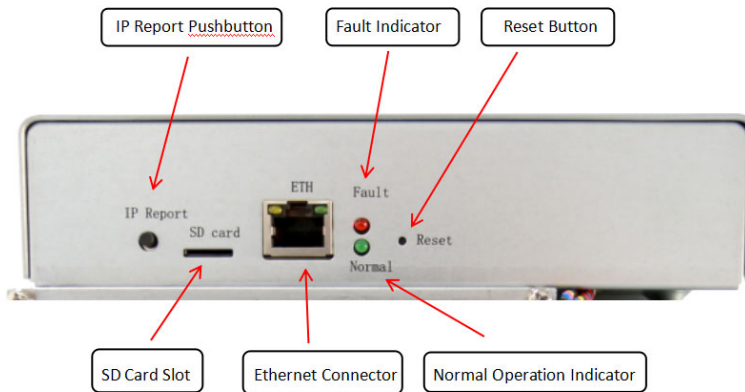 IP Report Pushbutton
Fault Indicator
Reset Button
ETH
Fault
IP Report
SD card
Reset
Normal
SD Card Slot
Ethernet Connector
Normal Operation Indicator